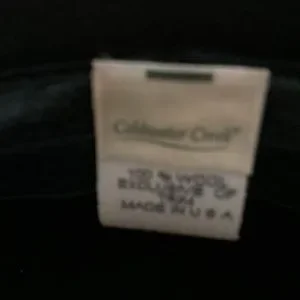 Coldwater Creek®
100 % WOOL
EXCLUSIVE OF
TRIM
MADE IN U S A